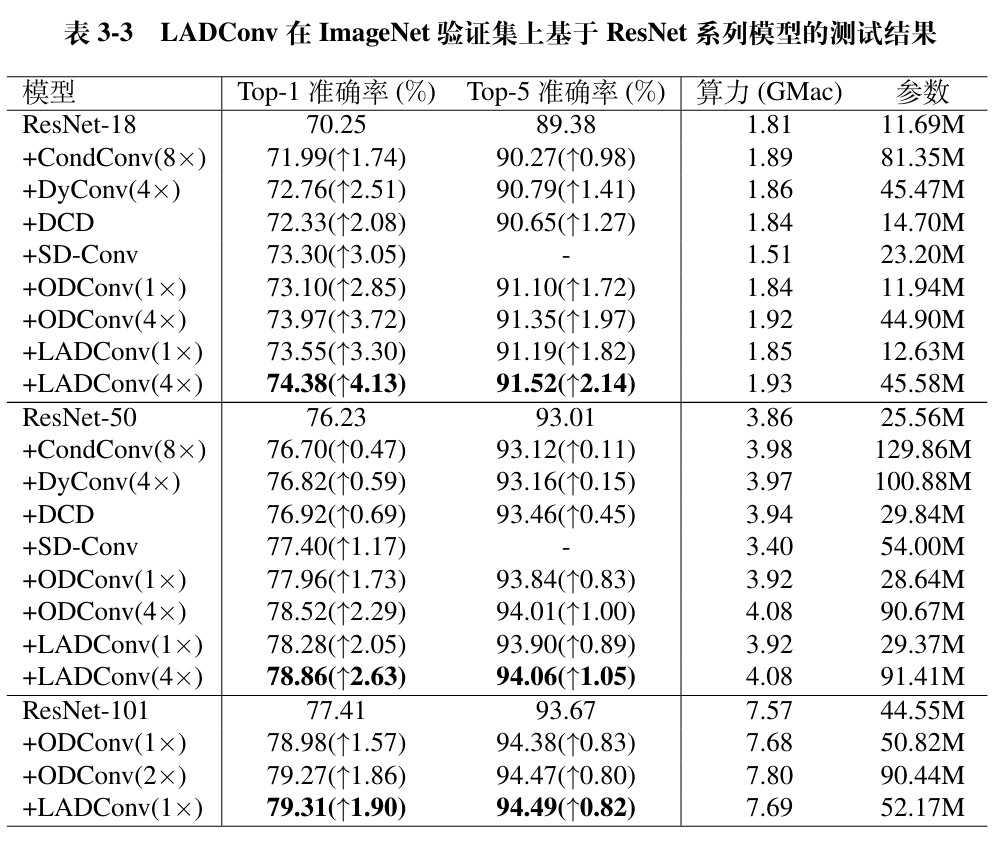 表 3-3 LADConv 在 ImageNet 验证集上基于 ResNet 系列模型的测试结果
模型 Top-1 准确率 (%) Top-5 准确率 (%) 算力 (GMac) 参数
ResNet-18 70.25 89.38 1.81 11.69M
+CondConv(8×) 71.99(↑1.74) 90.27(↑0.98) 1.89 81.35M
+DyConv(4×) 72.76(↑2.51) 90.79(↑1.41) 1.86 45.47M
+DCD 72.33(↑2.08) 90.65(↑1.27) 1.84 14.70M
+SD-Conv 73.30(↑3.05) - 1.51 23.20M
+ODConv(1×) 73.10(↑2.85) 91.10(↑1.72) 1.84 11.94M
+ODConv(4×) 73.97(↑3.72) 91.35(↑1.97) 1.92 44.90M
+LADConv(1×) 73.55(↑3.30) 91.19(↑1.82) 1.85 12.63M
+LADConv(4×) 74.38(↑4.13) 91.52(↑2.14) 1.93 45.58M
ResNet-50 76.23 93.01 3.86 25.56M
+CondConv(8×) 76.70(↑0.47) 93.12(↑0.11) 3.98 129.86M
+DyConv(4×) 76.82(↑0.59) 93.16(↑0.15) 3.97 100.88M
+DCD 76.92(↑0.69) 93.46(↑0.45) 3.94 29.84M
+SD-Conv 77.40(↑1.17) - 3.40 54.00M
+ODConv(1×) 77.96(↑1.73) 93.84(↑0.83) 3.92 28.64M
+ODConv(4×) 78.52(↑2.29) 94.01(↑1.00) 4.08 90.67M
+LADConv(1×) 78.28(↑2.05) 93.90(↑0.89) 3.92 29.37M
+LADConv(4×) 78.86(↑2.63) 94.06(↑1.05) 4.08 91.41M
ResNet-101 77.41 93.67 7.57 44.55M
+ODConv(1×) 78.98(↑1.57) 94.38(↑0.83) 7.68 50.82M
+ODConv(2×) 79.27(↑1.86) 94.47(↑0.80) 7.80 90.44M
+LADConv(1×) 79.31(↑1.90) 94.49(↑0.82) 7.69 52.17M